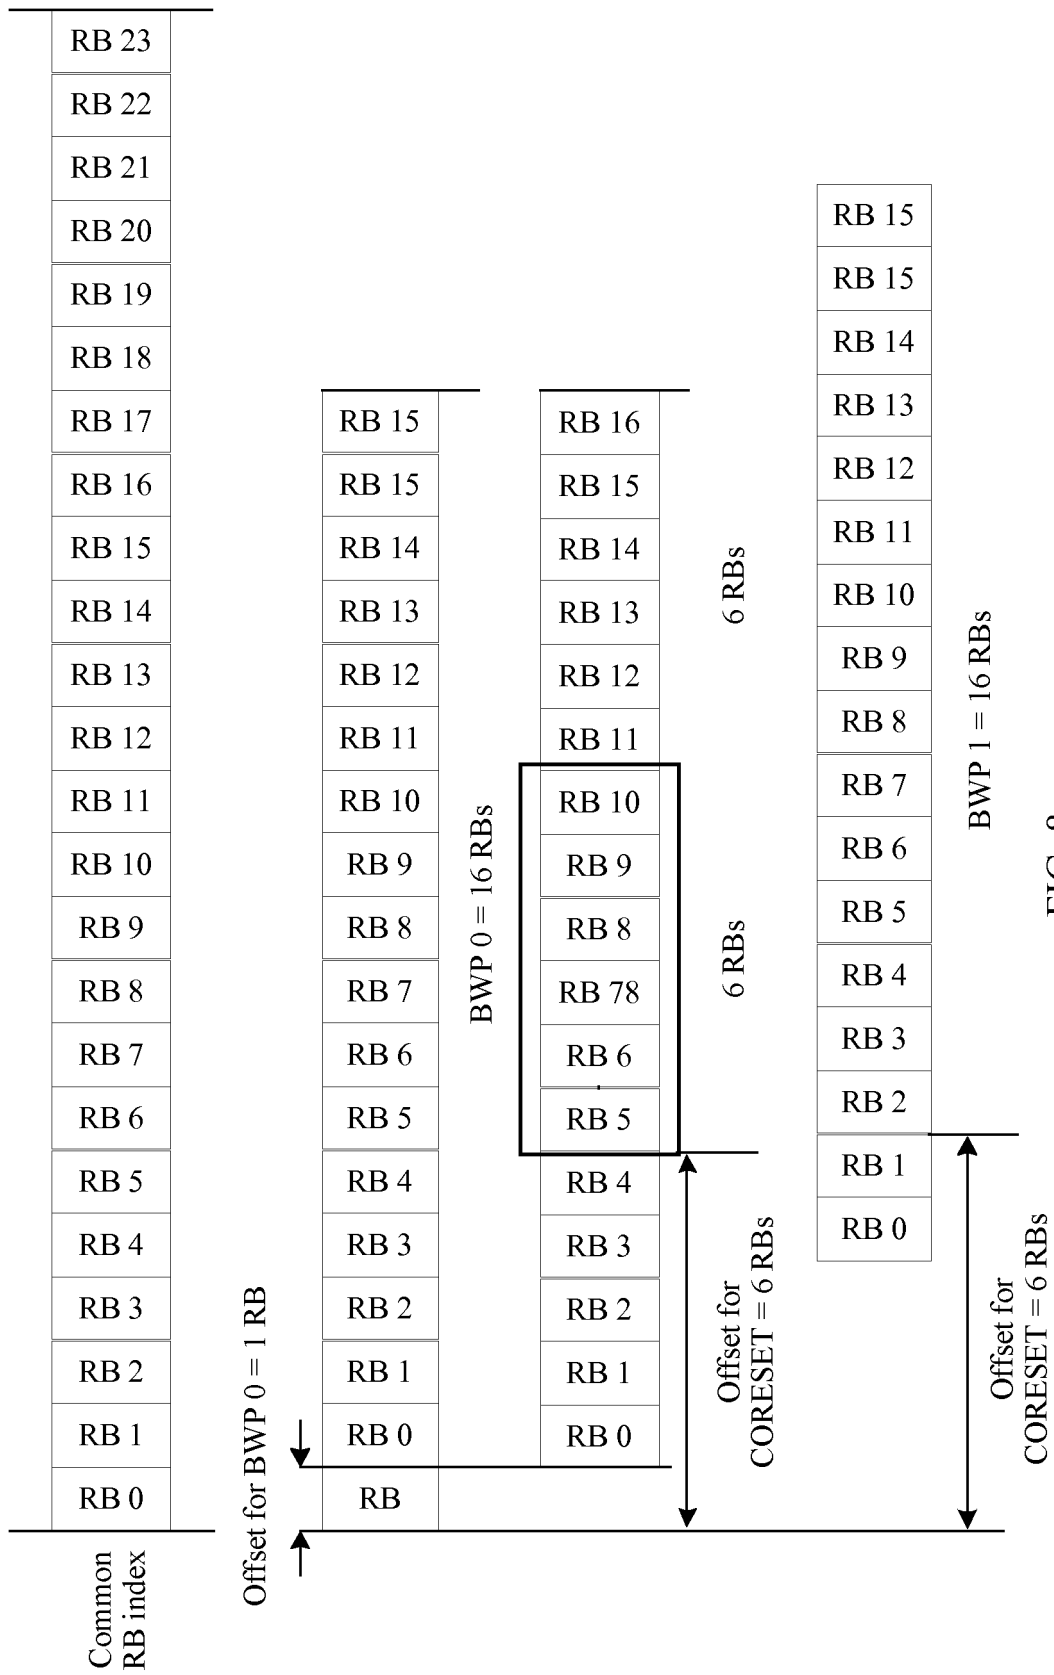 RB 23
RB 22
RB 21
RB 20
RB 19
RB 18
RB 17
RB 16
RB 15
RB 14
RB 13
RB 12
RB 11
RB 10
RB 9
RB 8
RB 7
RB 6
RB 5
RB 4
RB 3
RB 2
RB 1
RB 0
Common
RB index
Offset for BWP 0 = 1 RB
RB 15
RB 15
RB 14
RB 13
RB 12
RB 11
RB 10
RB 9
RB 8
RB 7
RB 6
RB 5
RB 4
RB 3
RB 2
RB 1
RB 0
RB
BWP 0 = 16 RBs
RB 16
RB 15
RB 14
RB 13
RB 12
RB 11
RB 10
RB 9
RB 8
RB 78
RB 6
RB 5
RB 4
RB 3
RB 2
RB 1
RB 0
6 RBs
6 RBs
Offset for
CORESET = 6 RBs
RB 15
RB 15
RB 14
RB 13
RB 12
RB 11
RB 10
RB 9
RB 8
RB 7
RB 6
RB 5
RB 4
RB 3
RB 2
RB 1
RB 0
BWP 1 = 16 RBs
Offset for
CORESET = 6 RBs